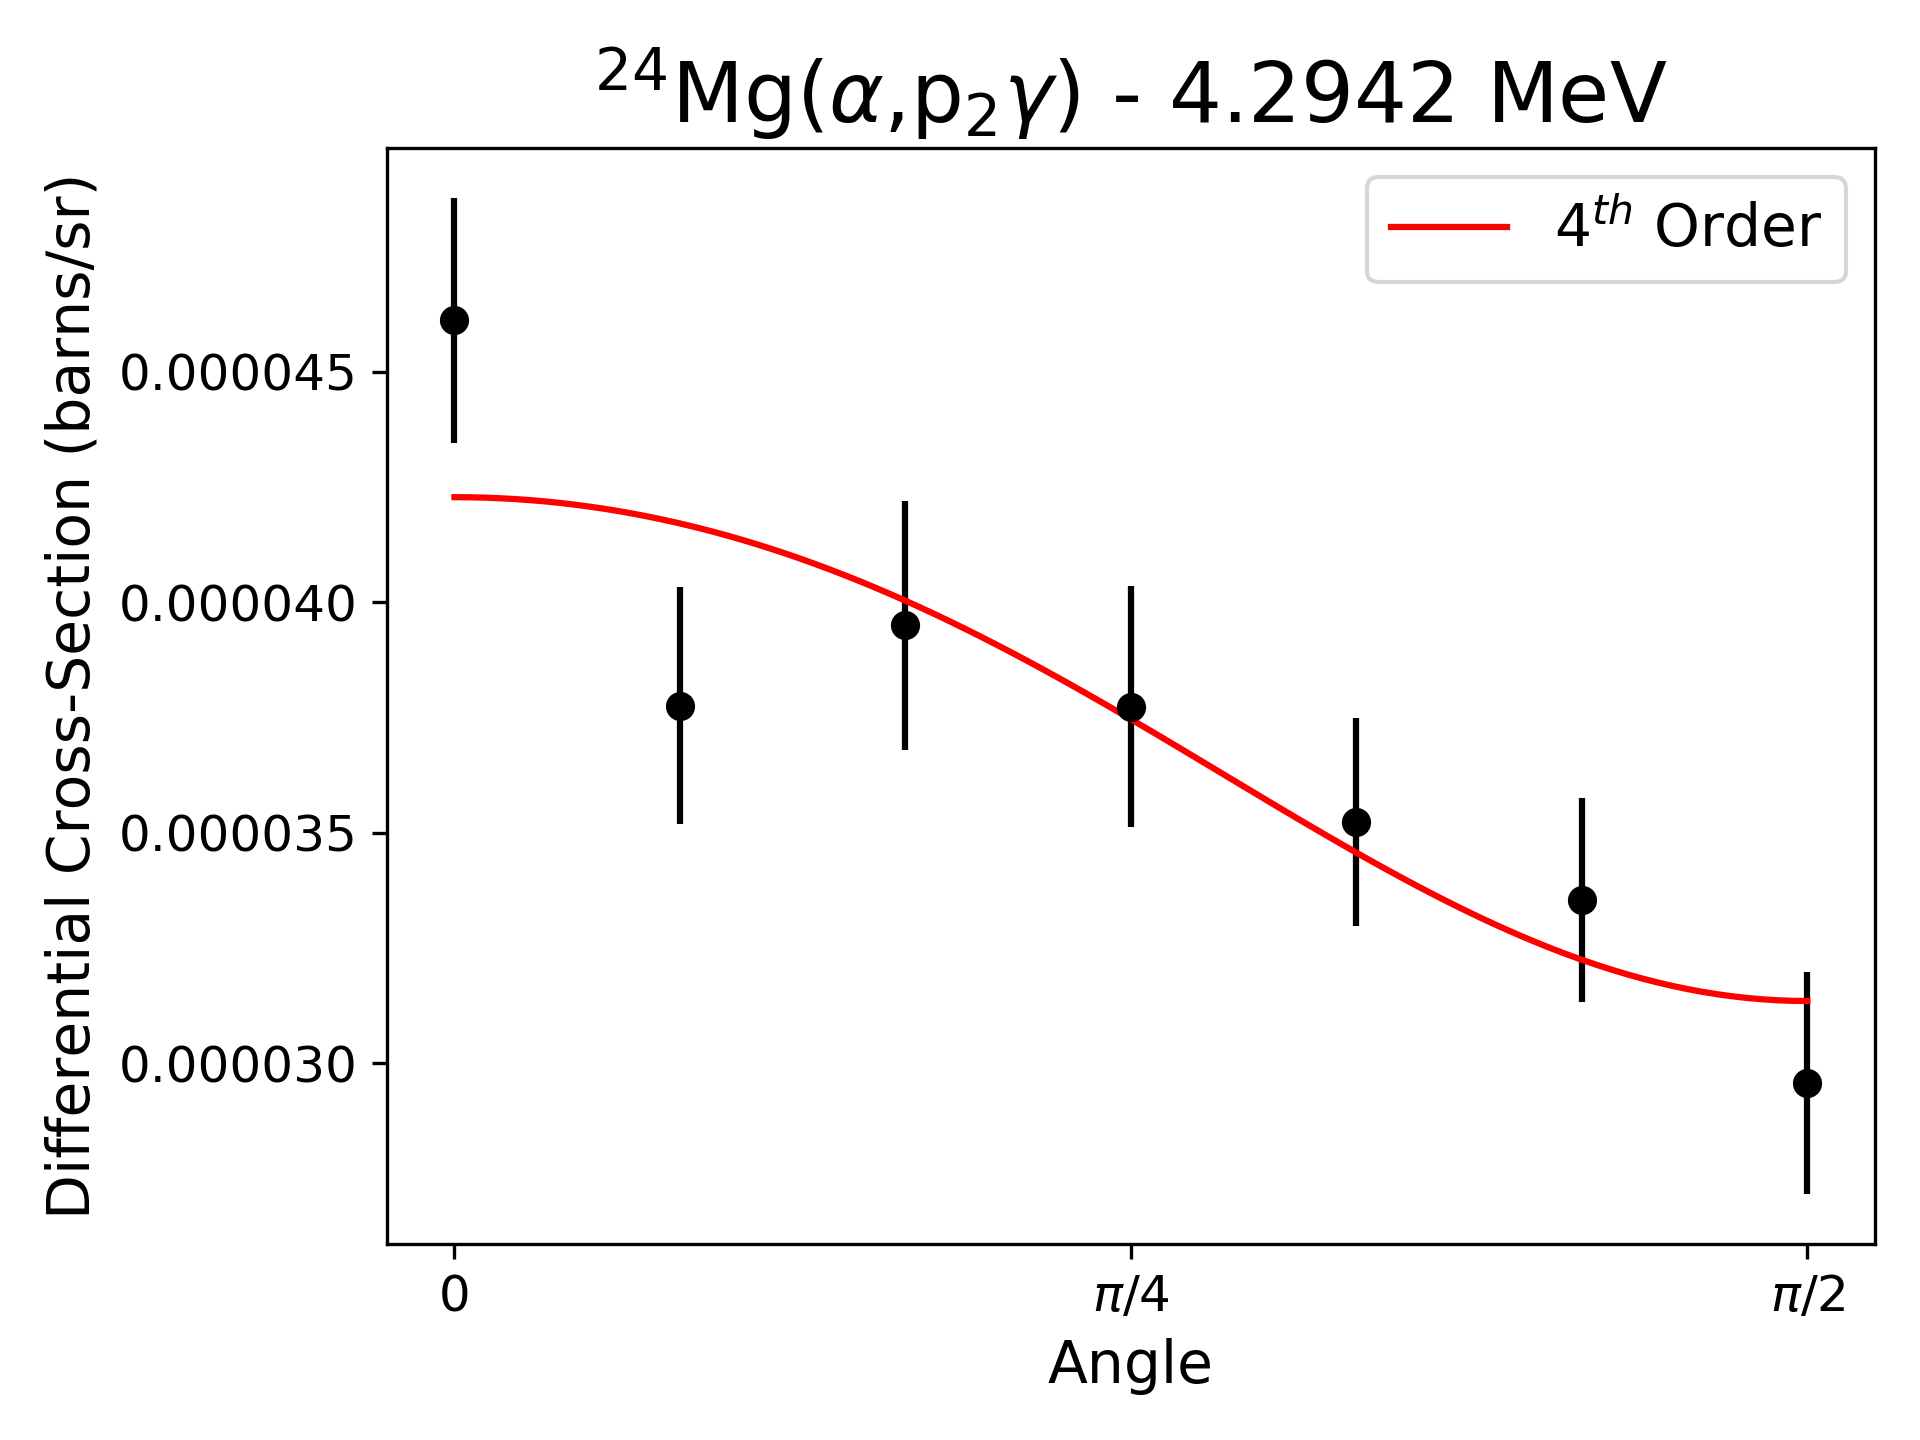 ²⁴Mg(α,p₂γ) - 4.2942 MeV
4ᵗʰ Order
Differential Cross-Section (barns/sr)
0.000045
0.000040
0.000035
0.000030
0 π/4 π/2
Angle